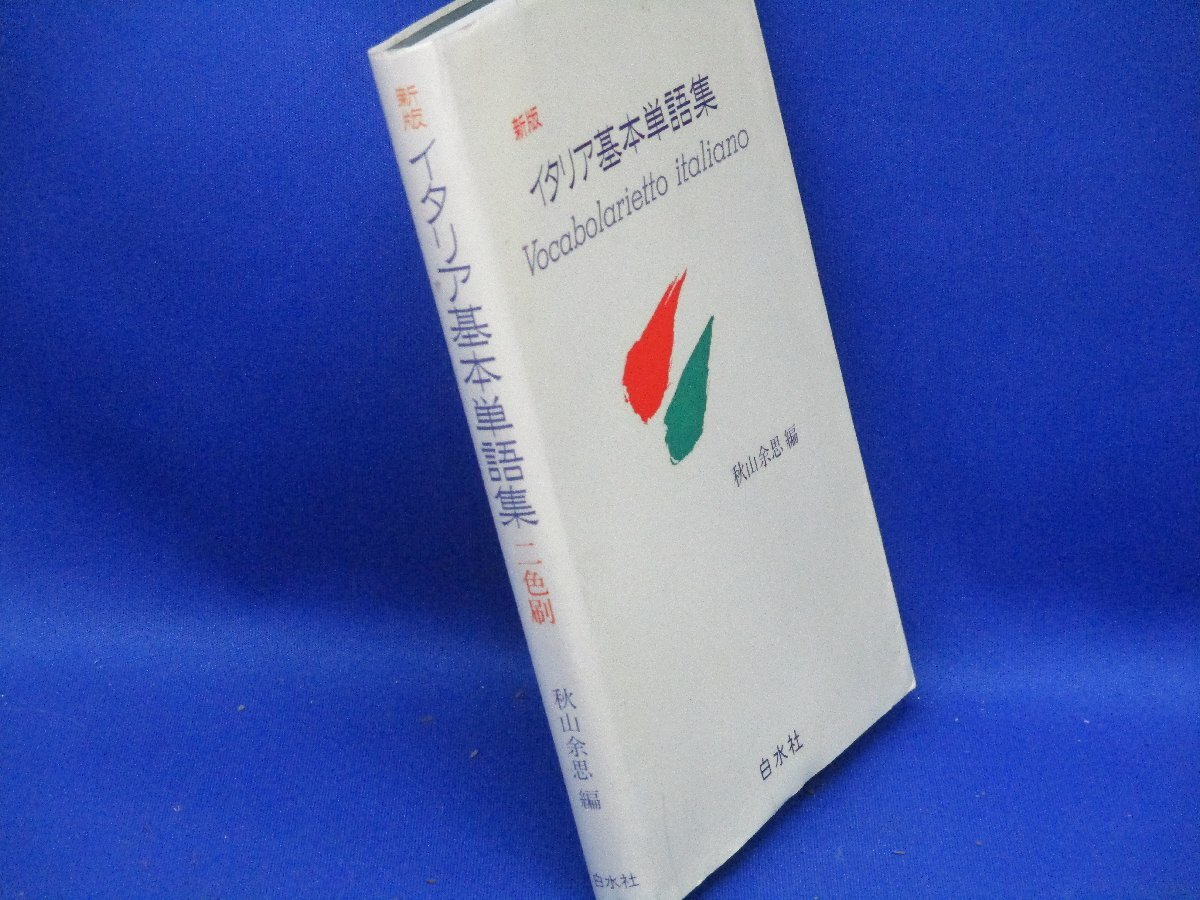 新版
イタリア基本単語集
二色刷
秋山余思 編
白水社
新版
イタリア基本単語集
Vocabolarietto italiano
秋山余思 編
白水社